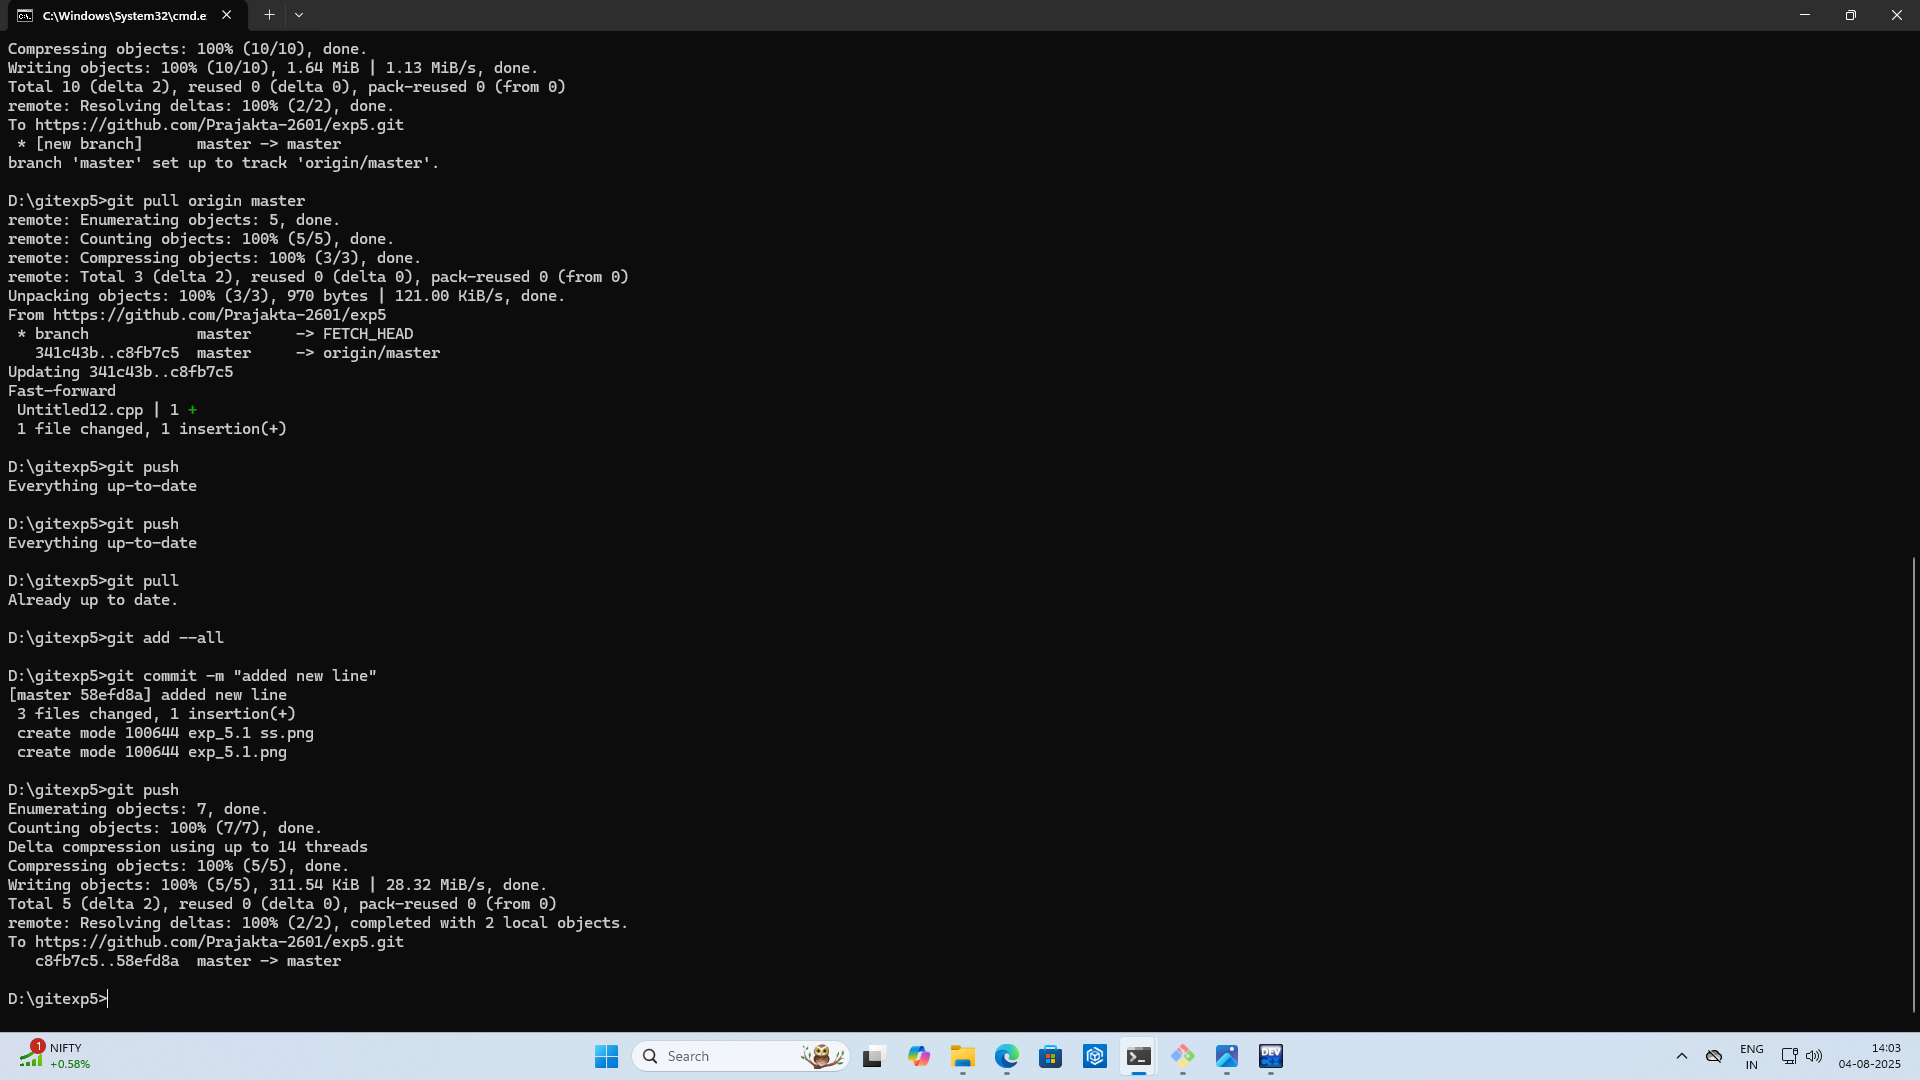 C:\Windows\System32\cmd.e
Compressing objects: 100% (10/10), done.
Writing objects: 100% (10/10), 1.64 MiB | 1.13 MiB/s, done.
Total 10 (delta 2), reused 0 (delta 0), pack-reused 0 (from 0)
remote: Resolving deltas: 100% (2/2), done.
To https://github.com/Prajakta-2601/exp5.git
 * [new branch]      master -> master
branch 'master' set up to track 'origin/master'.

D:\gitexp5>git pull origin master
remote: Enumerating objects: 5, done.
remote: Counting objects: 100% (5/5), done.
remote: Compressing objects: 100% (3/3), done.
remote: Total 3 (delta 2), reused 0 (delta 0), pack-reused 0 (from 0)
Unpacking objects: 100% (3/3), 970 bytes | 121.00 KiB/s, done.
From https://github.com/Prajakta-2601/exp5
 * branch            master     -> FETCH_HEAD
   341c43b..c8fb7c5  master     -> origin/master
Updating 341c43b..c8fb7c5
Fast-forward
 Untitled12.cpp | 1 +
 1 file changed, 1 insertion(+)

D:\gitexp5>git push
Everything up-to-date

D:\gitexp5>git push
Everything up-to-date

D:\gitexp5>git pull
Already up to date.

D:\gitexp5>git add --all

D:\gitexp5>git commit -m "added new line"
[master 58efd8a] added new line
 3 files changed, 1 insertion(+)
 create mode 100644 exp_5.1 ss.png
 create mode 100644 exp_5.1.png

D:\gitexp5>git push
Enumerating objects: 7, done.
Counting objects: 100% (7/7), done.
Delta compression using up to 14 threads
Compressing objects: 100% (5/5), done.
Writing objects: 100% (5/5), 311.54 KiB | 28.32 MiB/s, done.
Total 5 (delta 2), reused 0 (delta 0), pack-reused 0 (from 0)
remote: Resolving deltas: 100% (2/2), completed with 2 local objects.
To https://github.com/Prajakta-2601/exp5.git
   c8fb7c5..58efd8a  master -> master

D:\gitexp5>
1
NIFTY
+0.58%
Search
DEV
ENG
IN
14:03
04-08-2025